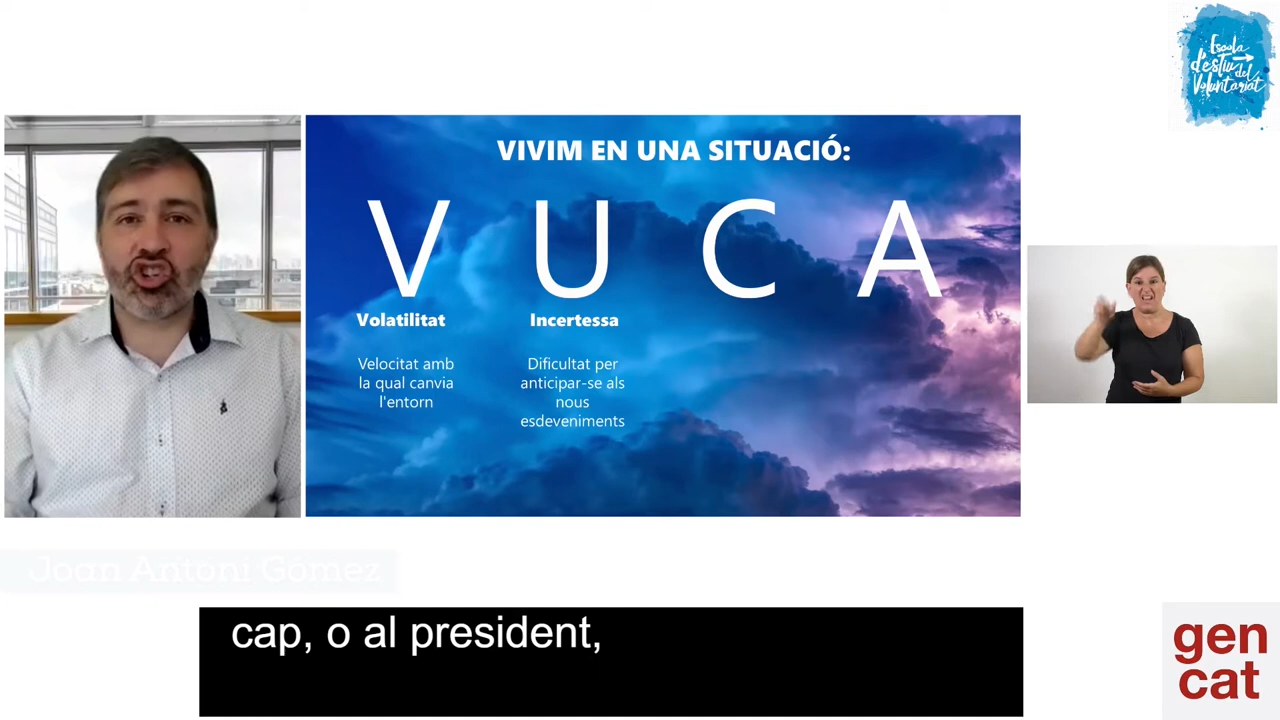 Escola
d'estiu del
Voluntariat
VIVIM EN UNA SITUACIÓ:
V U C A
Volatilitat
Velocitat amb
la qual canvia
l'entorn
Incertessa
Dificultat per
anticipar-se als
nous
esdeveniments
Joan Antoni Gómez
cap, o al president,
gen
cat